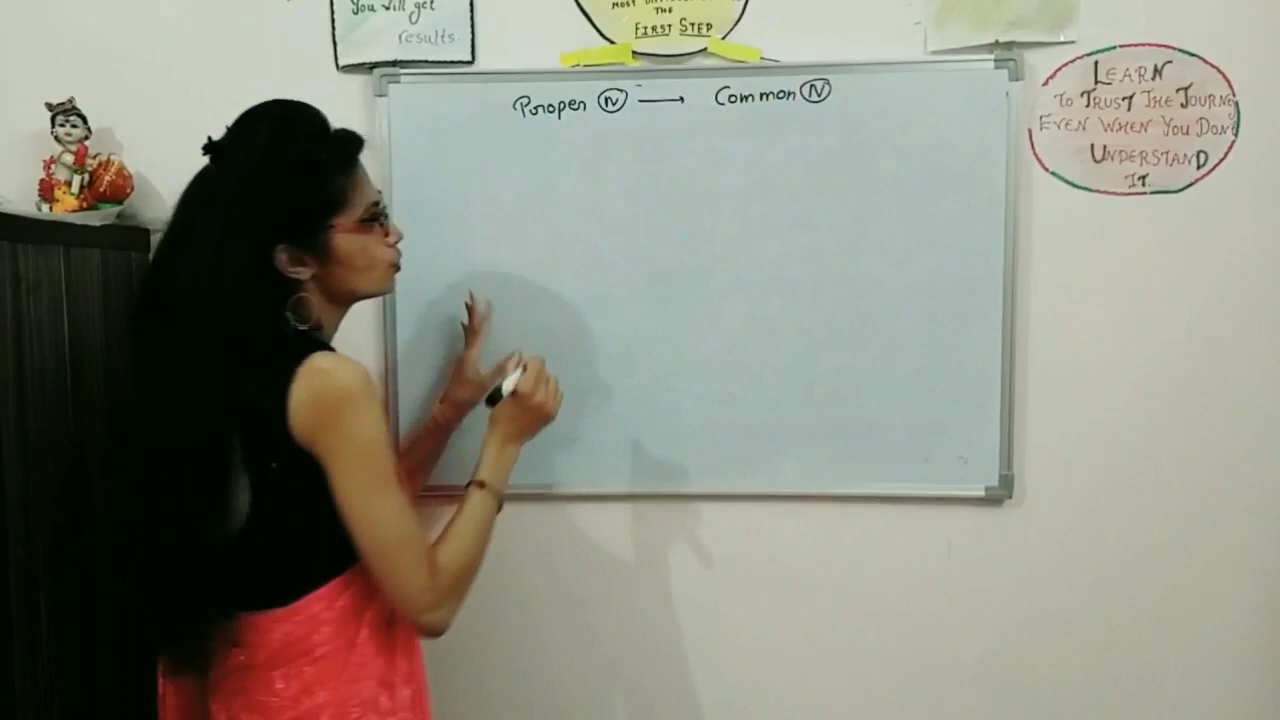 You will get
results.
THE
FIRST STEP
Proper N → Common N
LEARN
TO TRUST THE JOURNEY
EVEN WHEN YOU DON'T
UNDERSTAND
IT.